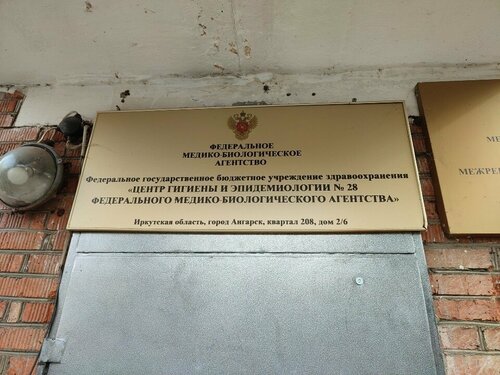 ФЕДЕРАЛЬНОЕ
МЕДИКО-БИОЛОГИЧЕСКОЕ
АГЕНТСТВО
Федеральное государственное бюджетное учреждение здравоохранения
«ЦЕНТР ГИГИЕНЫ И ЭПИДЕМИОЛОГИИ № 28
ФЕДЕРАЛЬНОГО МЕДИКО-БИОЛОГИЧЕСКОГО АГЕНТСТВА»
Иркутская область, город Ангарск, квартал 208, дом 2/6